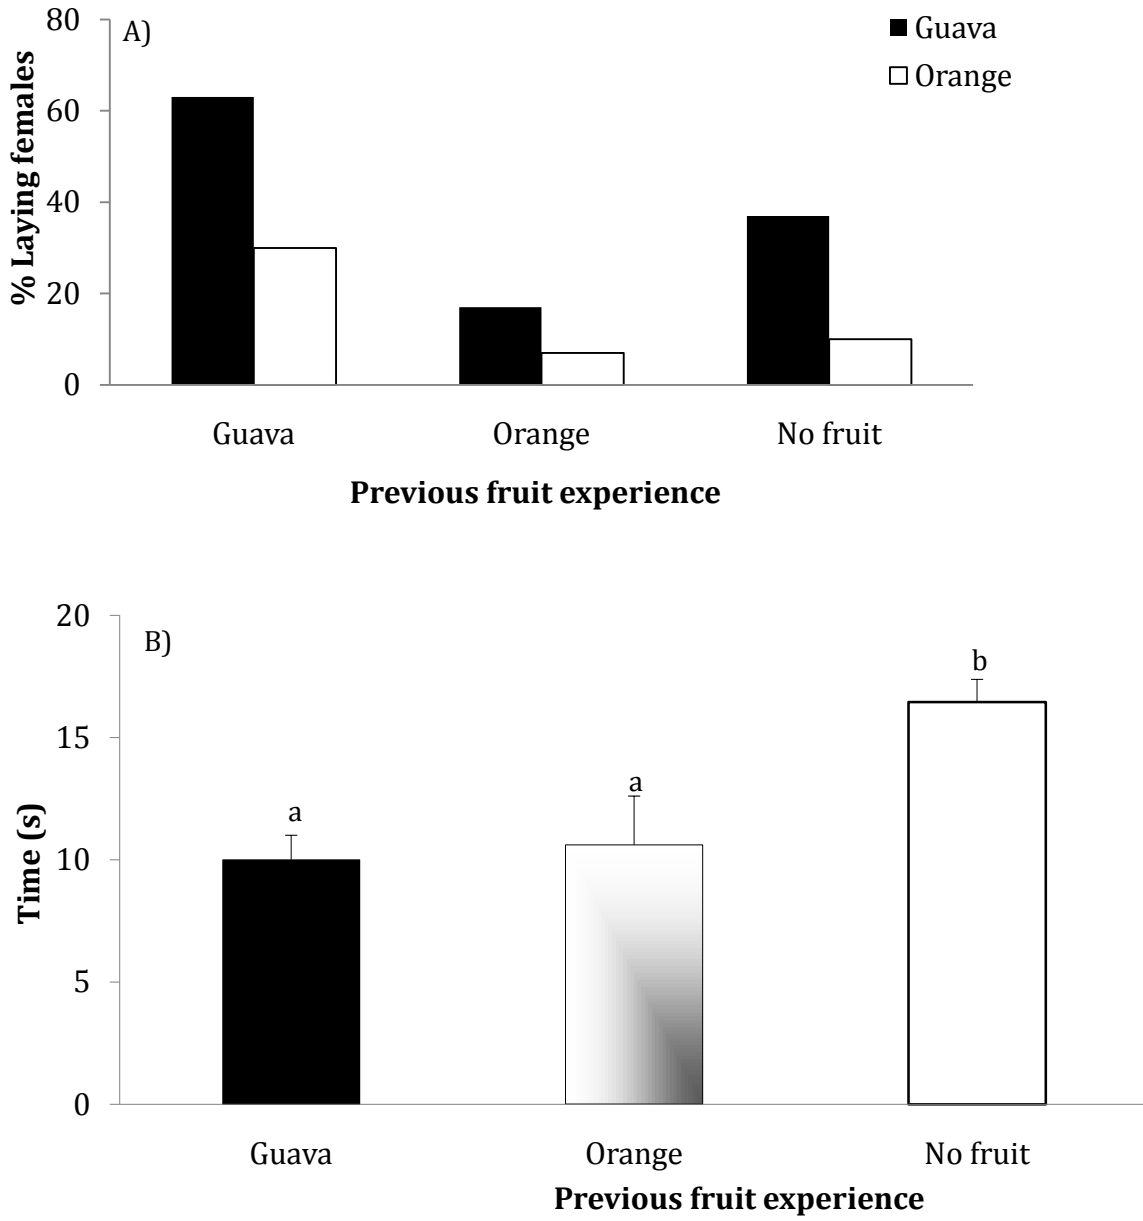 A)
Guava
Orange
% Laying females
80
60
40
20
0
Guava Orange No fruit
Previous fruit experience
B)
Time (s)
20
15
10
5
0
a a b
Guava Orange No fruit
Previous fruit experience